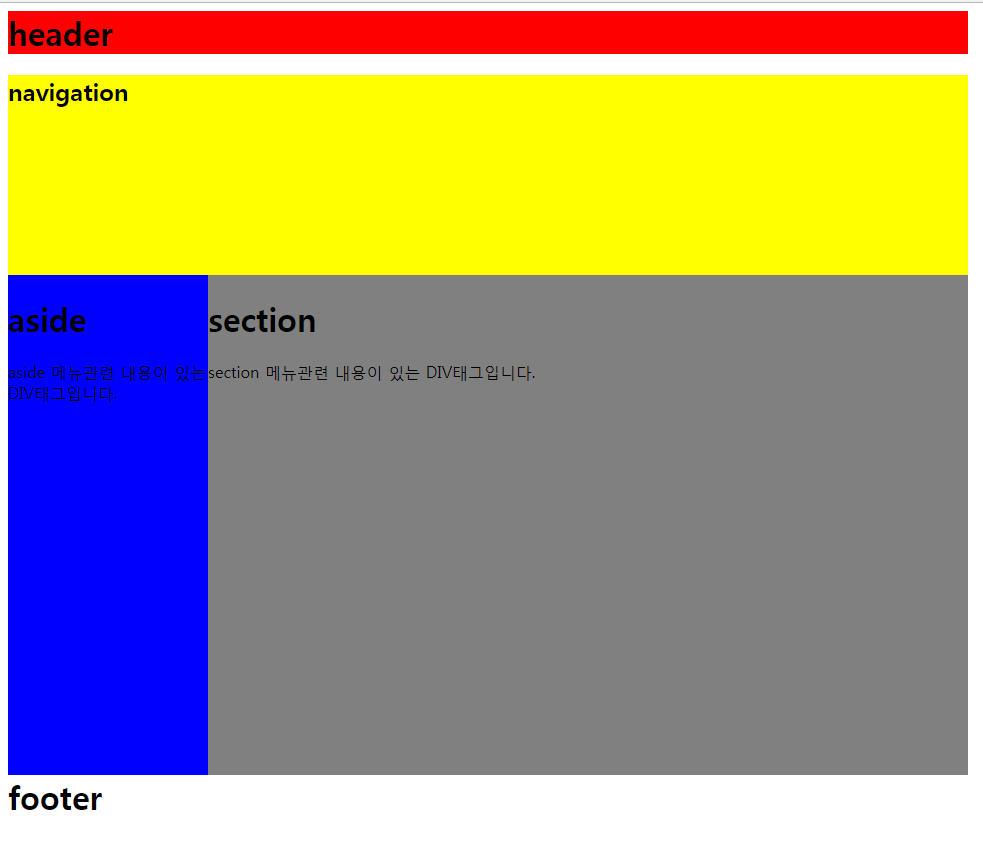 header
navigation
aside
section
aside 메뉴관련 내용이 있는
DIV태그입니다.
section 메뉴관련 내용이 있는 DIV태그입니다.
footer